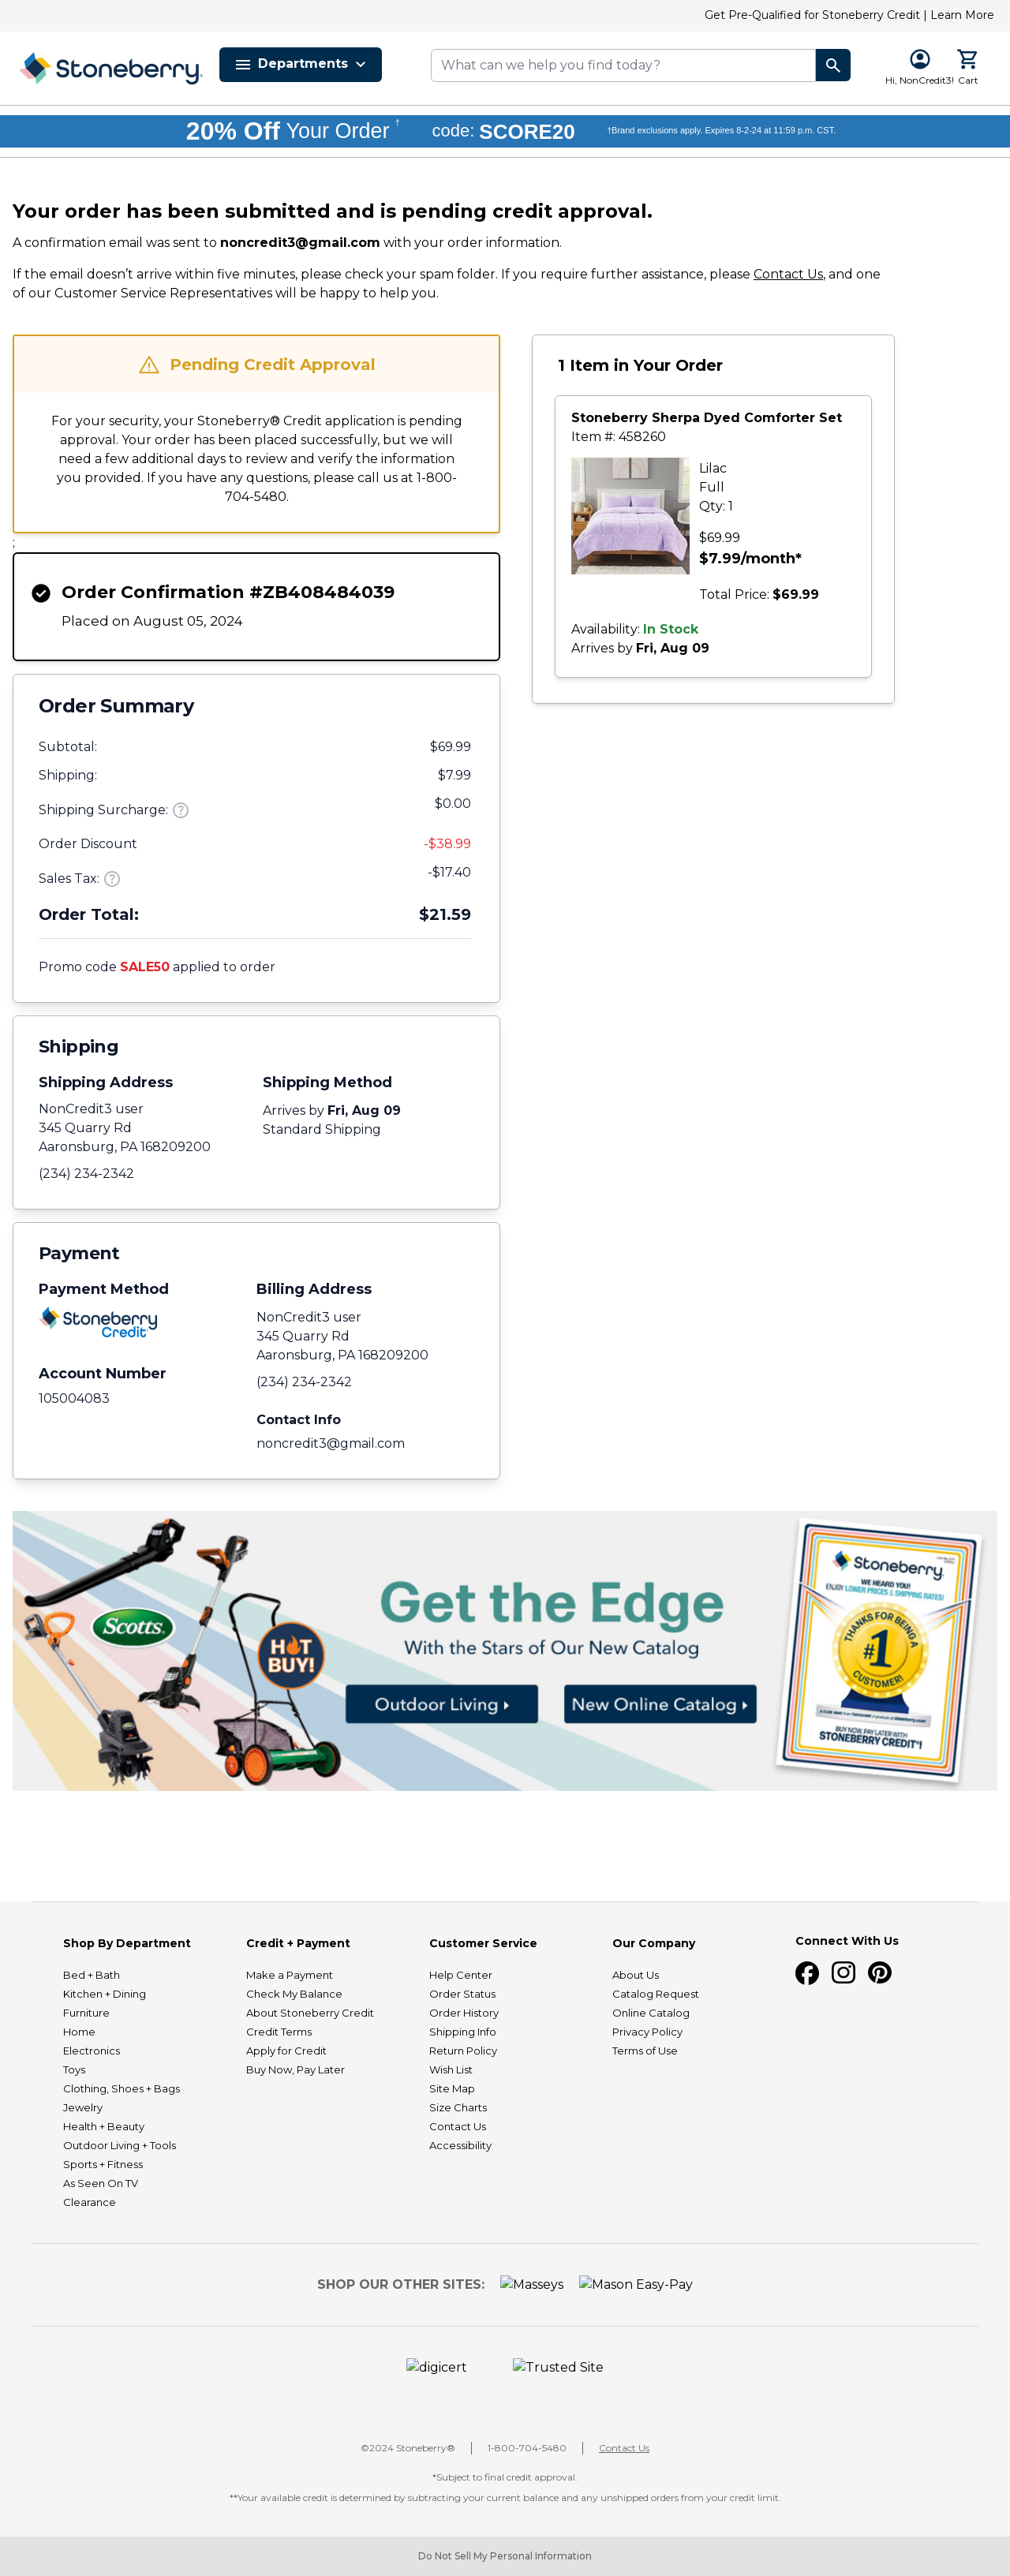 Get Pre-Qualified for Stoneberry Credit | Learn More
Stoneberry.
Departments
What can we help you find today?
Hi, NonCredit3!
Cart
20% Off Your Order †
code: SCORE20
†Brand exclusions apply. Expires 8-2-24 at 11:59 p.m. CST.
Your order has been submitted and is pending credit approval.
A confirmation email was sent to noncredit3@gmail.com with your order information.
If the email doesn’t arrive within five minutes, please check your spam folder. If you require further assistance, please Contact Us, and one
of our Customer Service Representatives will be happy to help you.
Pending Credit Approval
For your security, your Stoneberry® Credit application is pending
approval. Your order has been placed successfully, but we will
need a few additional days to review and verify the information
you provided. If you have any questions, please call us at 1-800-
704-5480.
;
Order Confirmation #ZB408484039
Placed on August 05, 2024
Order Summary
Subtotal: $69.99
Shipping: $7.99
Shipping Surcharge: ? $0.00
Order Discount -$38.99
Sales Tax: ? -$17.40
Order Total: $21.59
Promo code SALE50 applied to order
Shipping
Shipping Address
NonCredit3 user
345 Quarry Rd
Aaronsburg, PA 168209200
(234) 234-2342
Shipping Method
Arrives by Fri, Aug 09
Standard Shipping
Payment
Payment Method
Stoneberry
Credit
Account Number
105004083
Billing Address
NonCredit3 user
345 Quarry Rd
Aaronsburg, PA 168209200
(234) 234-2342
Contact Info
noncredit3@gmail.com
1 Item in Your Order
Stoneberry Sherpa Dyed Comforter Set
Item #: 458260
Lilac
Full
Qty: 1
$69.99
$7.99/month*
Total Price: $69.99
Availability: In Stock
Arrives by Fri, Aug 09
Scotts
HOT
BUY!
Get the Edge
With the Stars of Our New Catalog
Outdoor Living
New Online Catalog
Stoneberry.
WE HEARD YOU!
ENJOY LOWER PRICES & SHIPPING RATES!
THANKS FOR BEING A
#1
CUSTOMER!
BUY NOW, PAY LATER WITH
STONEBERRY CREDIT*!
Shop By Department
Bed + Bath
Kitchen + Dining
Furniture
Home
Electronics
Toys
Clothing, Shoes + Bags
Jewelry
Health + Beauty
Outdoor Living + Tools
Sports + Fitness
As Seen On TV
Clearance
Credit + Payment
Make a Payment
Check My Balance
About Stoneberry Credit
Credit Terms
Apply for Credit
Buy Now, Pay Later
Customer Service
Help Center
Order Status
Order History
Shipping Info
Return Policy
Wish List
Site Map
Size Charts
Contact Us
Accessibility
Our Company
About Us
Catalog Request
Online Catalog
Privacy Policy
Terms of Use
Connect With Us
SHOP OUR OTHER SITES:
Masseys
Mason Easy-Pay
digicert
Trusted Site
©2024 Stoneberry®
1-800-704-5480
Contact Us
*Subject to final credit approval.
**Your available credit is determined by subtracting your current balance and any unshipped orders from your credit limit.
Do Not Sell My Personal Information